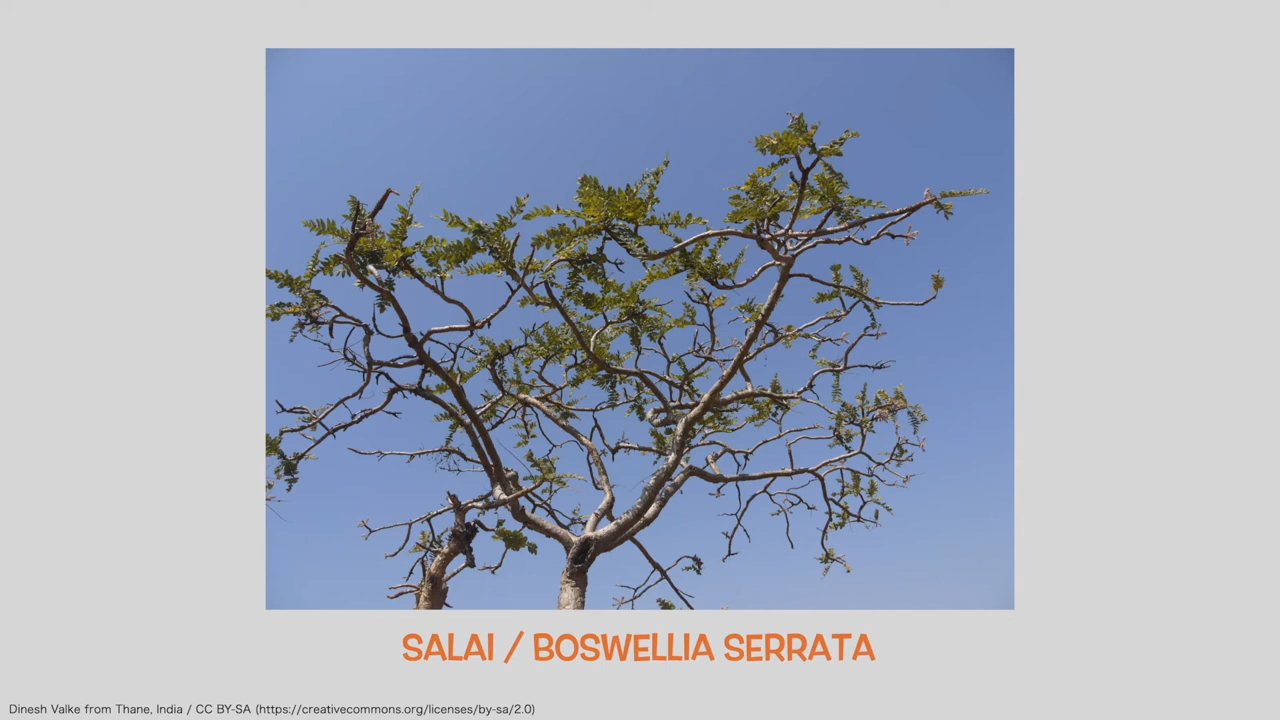 SALAI / BOSWELLIA SERRATA
Dinesh Valke from Thane, India / CC BY-SA (https://creativecommons.org/licenses/by-sa/2.0)